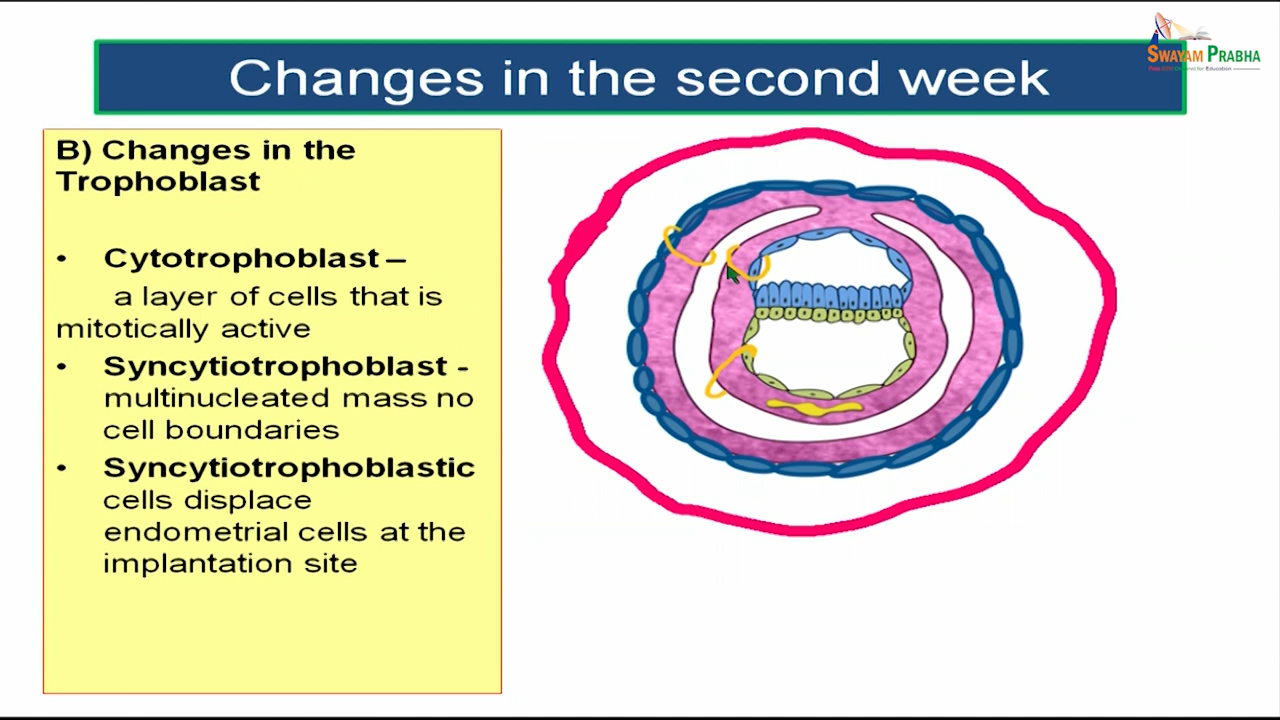 SWAYAM PRABHA
Changes in the second week
B) Changes in the
Trophoblast
• Cytotrophoblast –
a layer of cells that is
mitotically active
• Syncytiotrophoblast -
multinucleated mass no
cell boundaries
• Syncytiotrophoblastic
cells displace
endometrial cells at the
implantation site